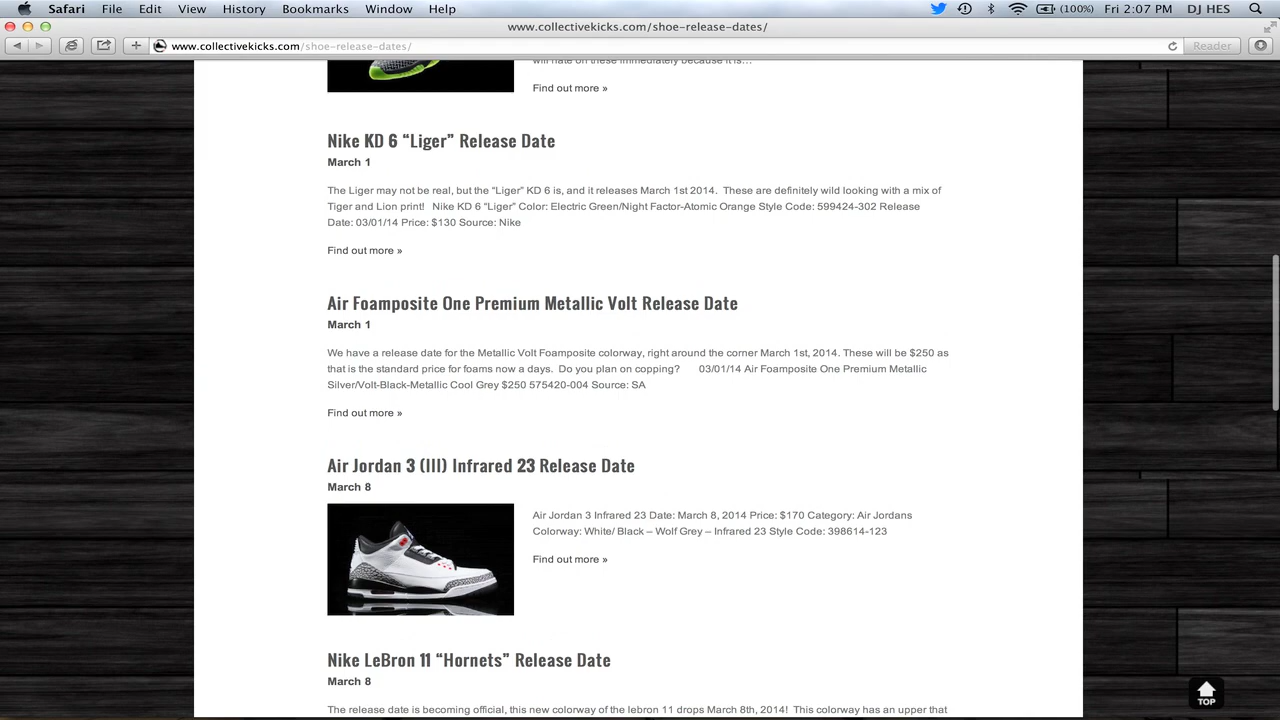 Safari File Edit View History Bookmarks Window Help (100%) Fri 2:07 PM DJ HES
www.collectivekicks.com/shoe-release-dates/
www.collectivekicks.com/shoe-release-dates/ Reader
will hate on these immediately because it is…
Find out more »
Nike KD 6 “Liger” Release Date
March 1
The Liger may not be real, but the “Liger” KD 6 is, and it releases March 1st 2014. These are definitely wild looking with a mix of
Tiger and Lion print! Nike KD 6 “Liger” Color: Electric Green/Night Factor-Atomic Orange Style Code: 599424-302 Release
Date: 03/01/14 Price: $130 Source: Nike
Find out more »
Air Foamposite One Premium Metallic Volt Release Date
March 1
We have a release date for the Metallic Volt Foamposite colorway, right around the corner March 1st, 2014. These will be $250 as
that is the standard price for foams now a days. Do you plan on copping? 03/01/14 Air Foamposite One Premium Metallic
Silver/Volt-Black-Metallic Cool Grey $250 575420-004 Source: SA
Find out more »
Air Jordan 3 (III) Infrared 23 Release Date
March 8
Air Jordan 3 Infrared 23 Date: March 8, 2014 Price: $170 Category: Air Jordans
Colorway: White/ Black – Wolf Grey – Infrared 23 Style Code: 398614-123
Find out more »
Nike LeBron 11 “Hornets” Release Date
March 8
The release date is becoming official, this new colorway of the lebron 11 drops March 8th, 2014! This colorway has an upper that
TOP